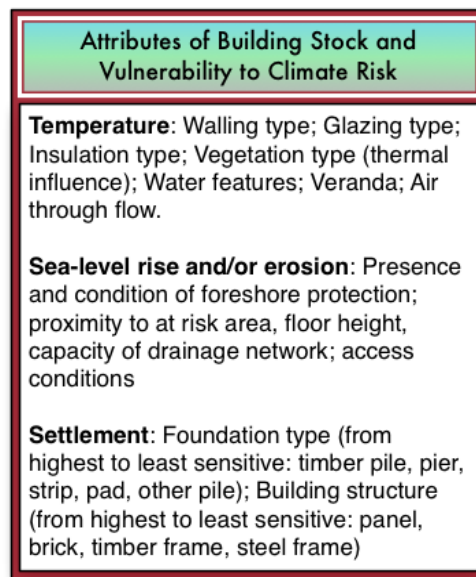 Attributes of Building Stock and
Vulnerability to Climate Risk
Temperature: Walling type; Glazing type;
Insulation type; Vegetation type (thermal
influence); Water features; Veranda; Air
through flow.
Sea-level rise and/or erosion: Presence
and condition of foreshore protection;
proximity to at risk area, floor height,
capacity of drainage network; access
conditions
Settlement: Foundation type (from
highest to least sensitive: timber pile, pier,
strip, pad, other pile); Building structure
(from highest to least sensitive: panel,
brick, timber frame, steel frame)